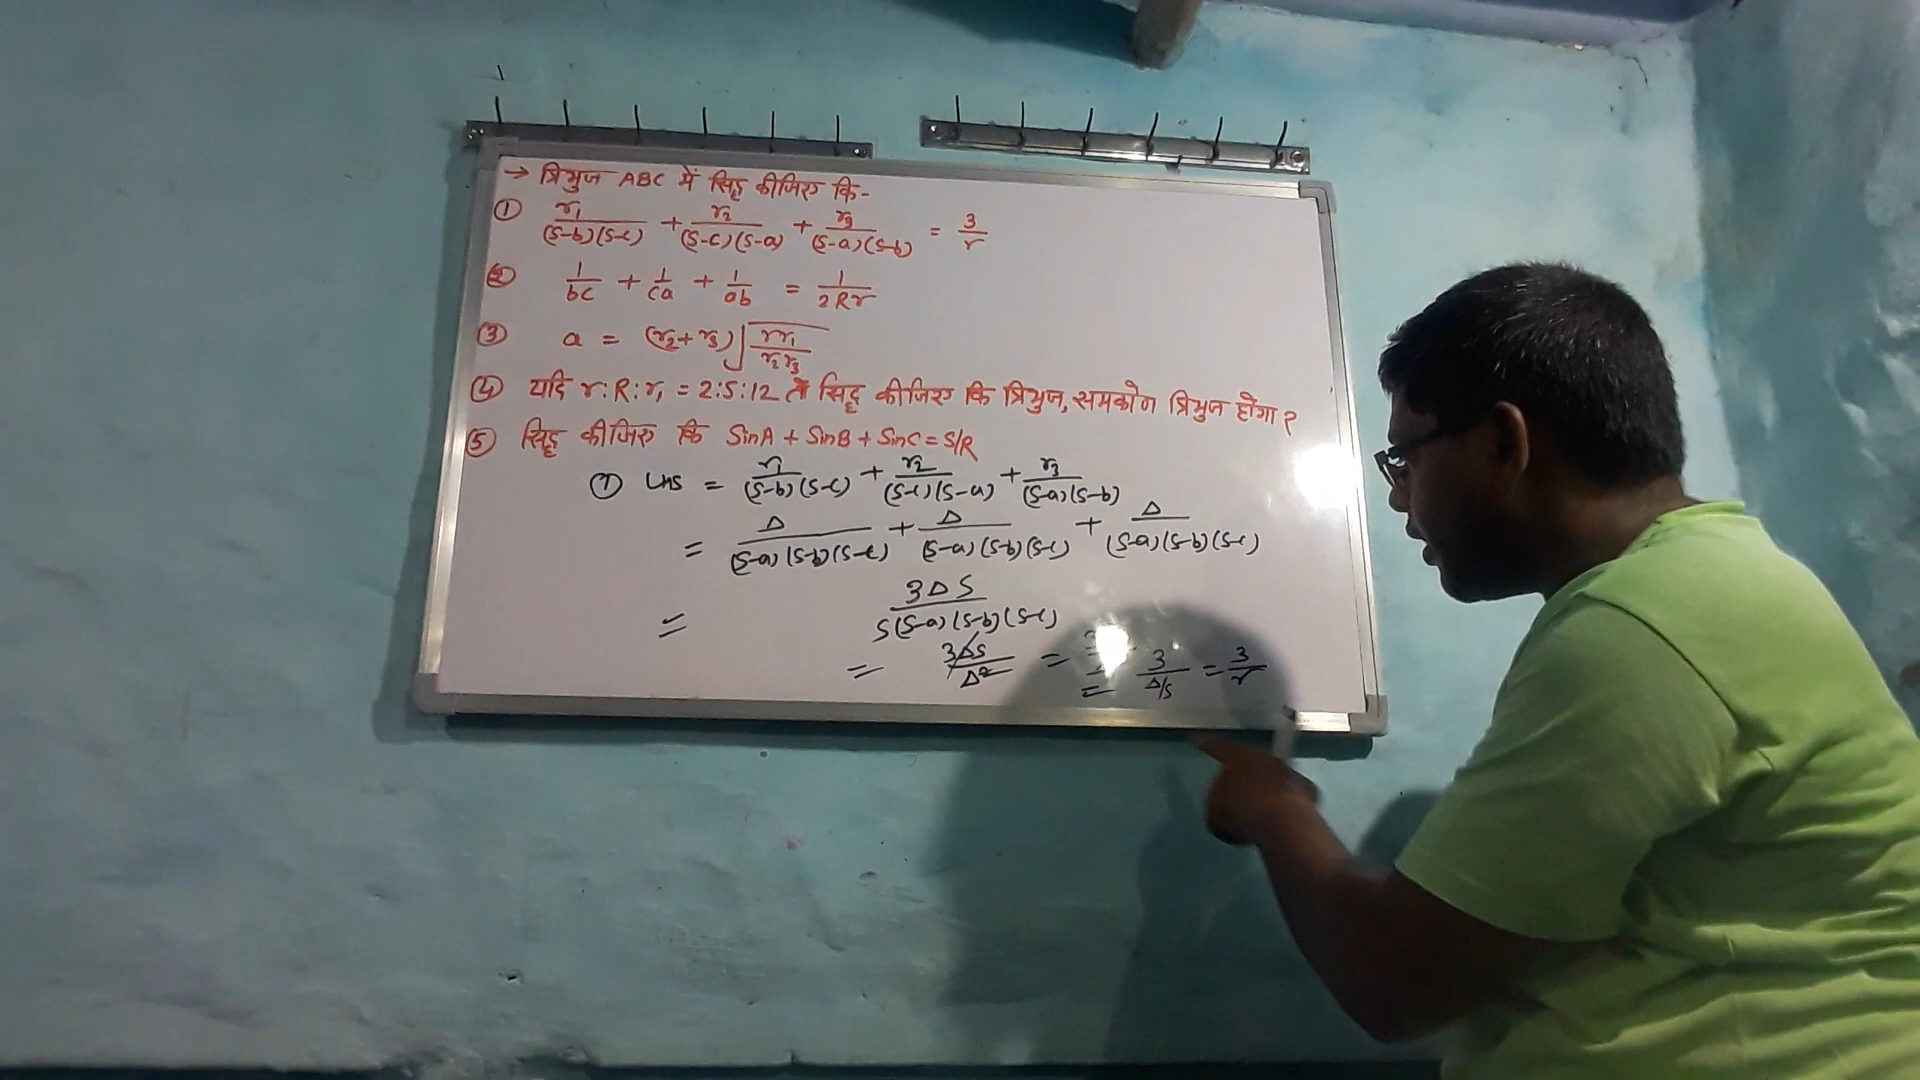 → त्रिभुज ABC में सिद्ध कीजिए कि-
① r₁/(s-b)(s-c) + r₂/(s-c)(s-a) + r₃/(s-a)(s-b) = 3/r
② 1/bc + 1/ca + 1/ab = 1/2Rr
③ a = (r₂+r₃)√(rr₁/r₂r₃)
④ यदि r:R:r₁ = 2:5:12 तो सिद्ध कीजिए कि त्रिभुज, समकोण त्रिभुज होगा ?
⑤ सिद्ध कीजिए कि SinA + SinB + SinC = S/R
① LHS = r₁/(s-b)(s-c) + r₂/(s-c)(s-a) + r₃/(s-a)(s-b)
= Δ/(s-a)(s-b)(s-c) + Δ/(s-a)(s-b)(s-c) + Δ/(s-a)(s-b)(s-c)
= 3ΔS/S(s-a)(s-b)(s-c)
= 3ΔS/Δ² = = 3/Δ/s = 3/r